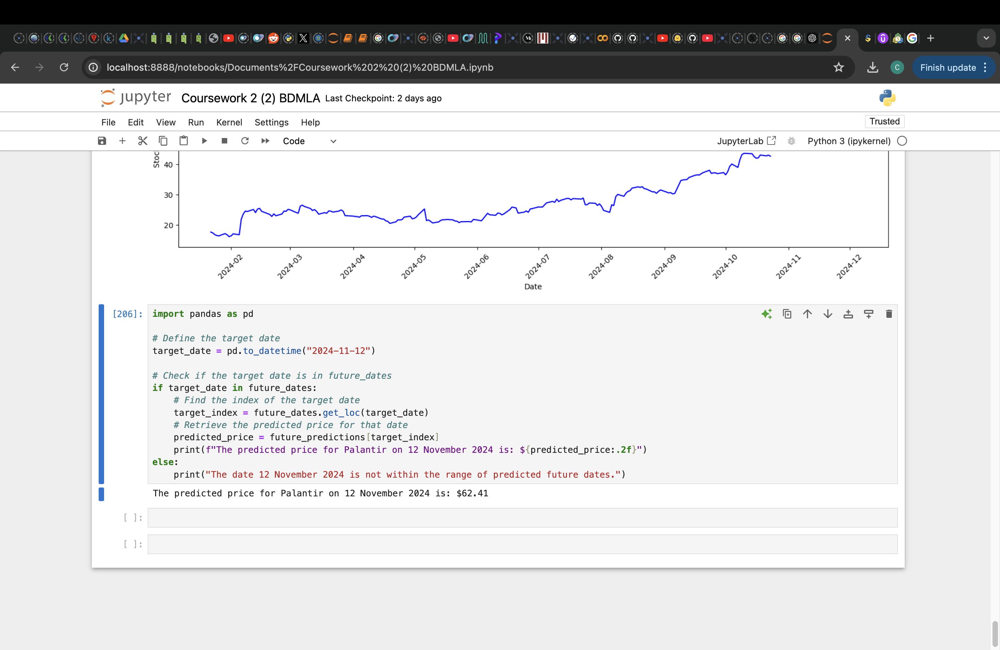 localhost:8888/notebooks/Documents%2FCoursework%202%20(2)%20BDMLA.ipynb
C
Finish update
jupyter Coursework 2 (2) BDMLA Last Checkpoint: 2 days ago
File Edit View Run Kernel Settings Help
Trusted
Code
JupyterLab
Python 3 (ipykernel)
40
30
20
2024-02 2024-03 2024-04 2024-05 2024-06 2024-07 2024-08 2024-09 2024-10 2024-11 2024-12
Date
[206]:
import pandas as pd
# Define the target date
target_date = pd.to_datetime("2024-11-12")
# Check if the target date is in future_dates
if target_date in future_dates:
    # Find the index of the target date
    target_index = future_dates.get_loc(target_date)
    # Retrieve the predicted price for that date
    predicted_price = future_predictions[target_index]
    print(f"The predicted price for Palantir on 12 November 2024 is: ${predicted_price:.2f}")
else:
    print("The date 12 November 2024 is not within the range of predicted future dates.")
The predicted price for Palantir on 12 November 2024 is: $62.41
[ ]:
[ ]: